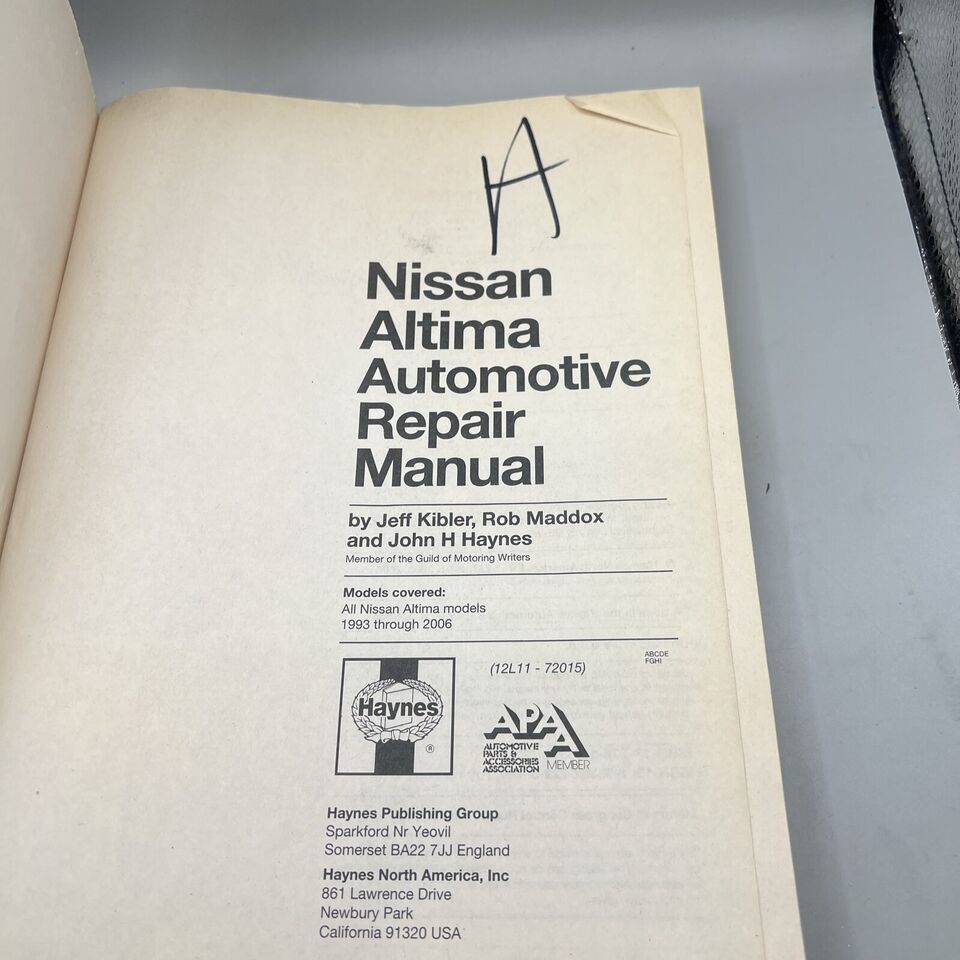 A
Nissan
Altima
Automotive
Repair
Manual
by Jeff Kibler, Rob Maddox
and John H Haynes
Member of the Guild of Motoring Writers
Models covered:
All Nissan Altima models
1993 through 2006
Haynes
®
(12L11 - 72015)
ABCDE
FGHI
APAA
AUTOMOTIVE
PARTS &
ACCESSORIES
ASSOCIATION
MEMBER
Haynes Publishing Group
Sparkford Nr Yeovil
Somerset BA22 7JJ England
Haynes North America, Inc
861 Lawrence Drive
Newbury Park
California 91320 USA